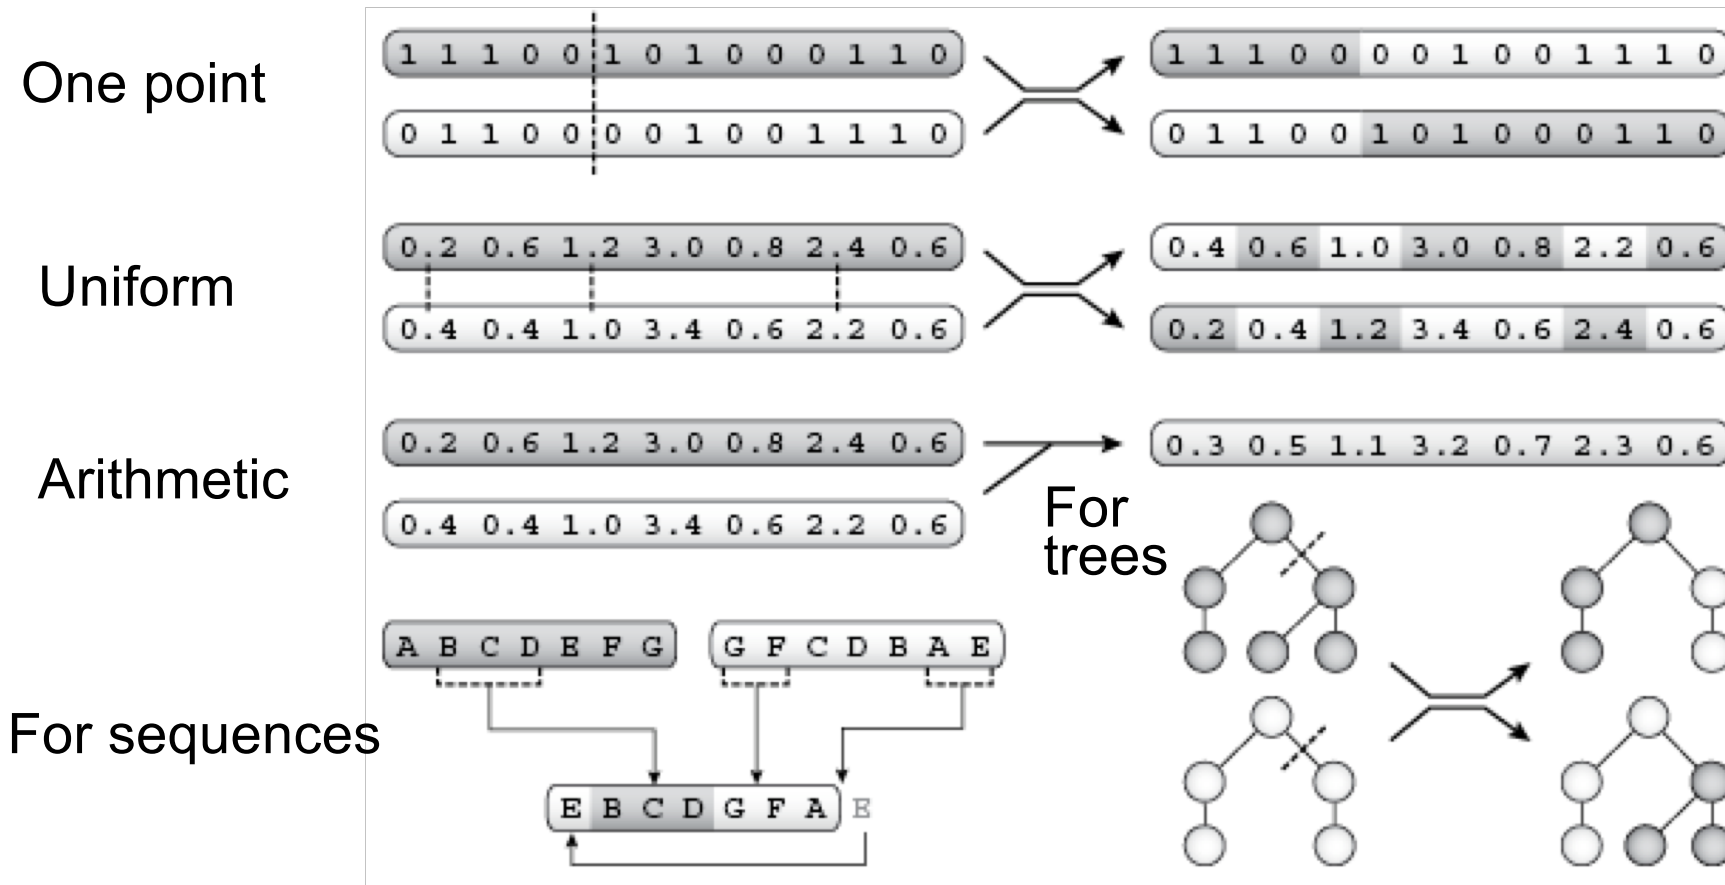 One point
1 1 1 0 0 1 0 1 0 0 0 1 1 0
1 1 1 0 0 0 0 1 0 0 1 1 1 0
0 1 1 0 0 0 0 1 0 0 1 1 1 0
0 1 1 0 0 1 0 1 0 0 0 1 1 0
Uniform
0.2 0.6 1.2 3.0 0.8 2.4 0.6
0.4 0.6 1.0 3.0 0.8 2.2 0.6
0.4 0.4 1.0 3.4 0.6 2.2 0.6
0.2 0.4 1.2 3.4 0.6 2.4 0.6
Arithmetic
0.2 0.6 1.2 3.0 0.8 2.4 0.6
0.3 0.5 1.1 3.2 0.7 2.3 0.6
0.4 0.4 1.0 3.4 0.6 2.2 0.6
For
trees
For sequences
A B C D E F G
G F C D B A E
E B C D G F A E